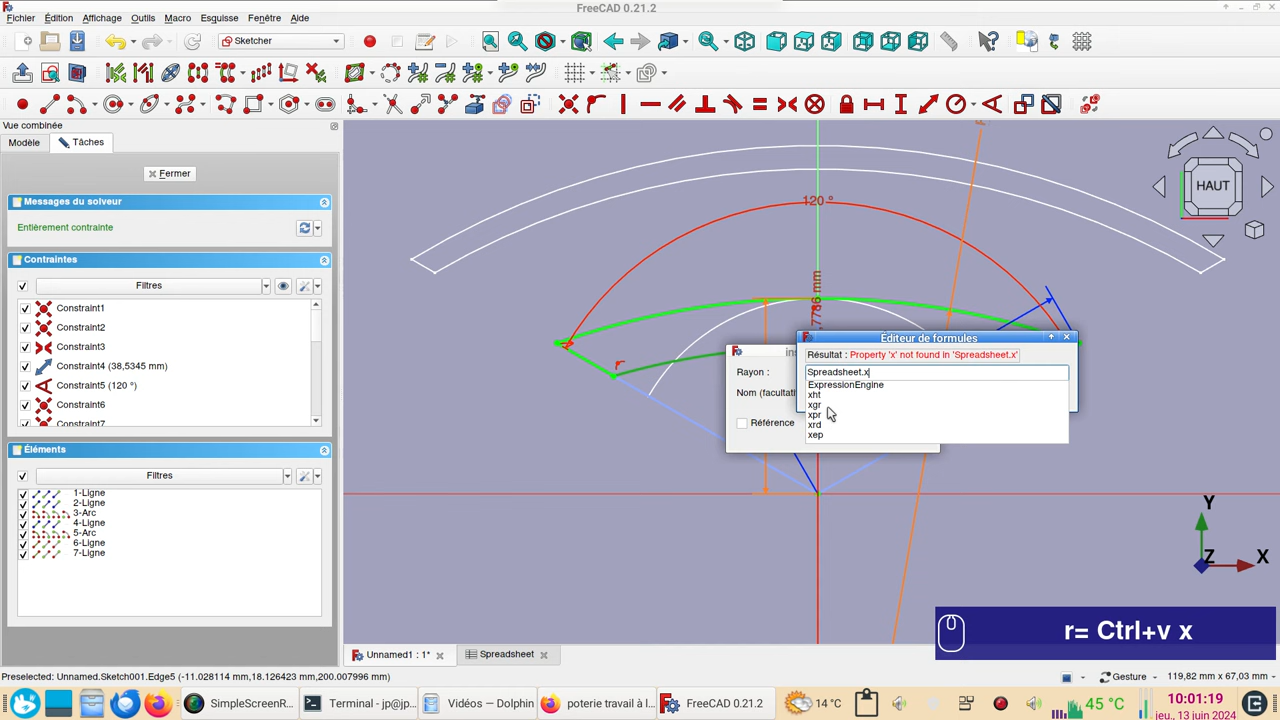 FreeCAD 0.21.2
Fichier Édition Affichage Outils Macro Esquisse Fenêtre Aide
Sketcher
Vue combinée
Modèle Tâches
Fermer
Messages du solveur
Entièrement contrainte
Contraintes
Filtres
Constraint1
Constraint2
Constraint3
Constraint4 (38,5345 mm)
Constraint5 (120 °)
Constraint6
Constraint7
Éléments
Filtres
1-Ligne
2-Ligne
3-Arc
4-Ligne
5-Arc
6-Ligne
7-Ligne
120 °
r
HAUT
Éditeur de formules
Résultat : Property 'x' not found in 'Spreadsheet.x'
Spreadsheet.x
ExpressionEngine
xht
xgr
xpr
xrd
xep
Rayon :
Nom (facultati
Référence
Y
Z X
r= Ctrl+v x
Unnamed1 : 1* Spreadsheet
Preselected: Unnamed.Sketch001.Edge5 (-11.028114 mm, 18.126423 mm, 200.007996 mm)
Gesture 119,82 mm x 67,03 mm
SimpleScreenR... Terminal - jp@jp... Vidéos — Dolphin poterie travail à l... FreeCAD 0.21.... 14 °C 45 °C
10:01:19
jeu., 13 juin 2024